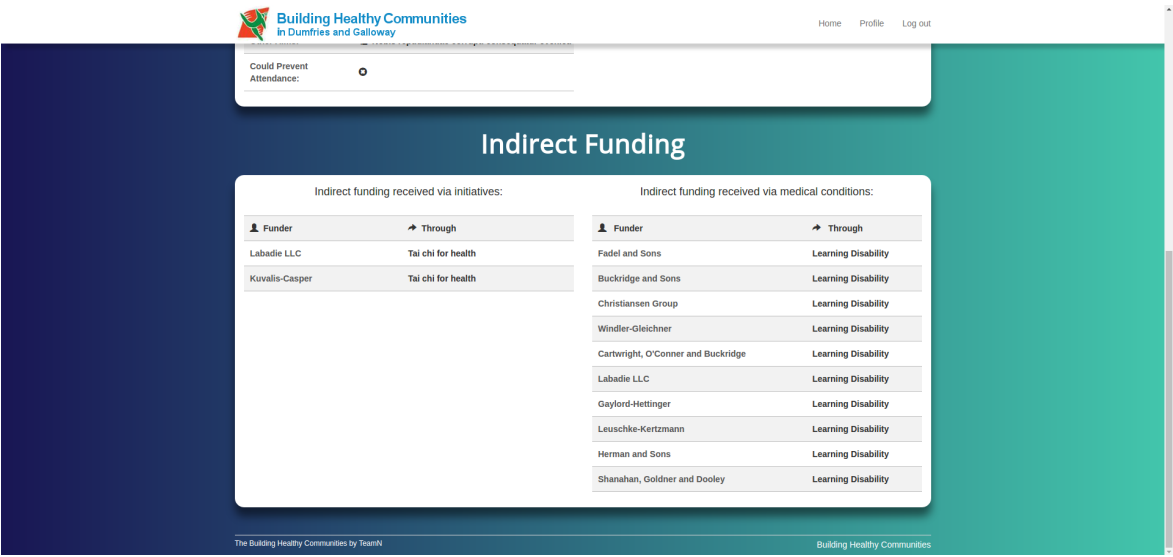 Building Healthy Communities
in Dumfries and Galloway
Home Profile Log out
Could Prevent
Attendance:
Indirect Funding
Indirect funding received via initiatives:
Funder Through
Labadie LLC Tai chi for health
Kuvalis-Casper Tai chi for health
Indirect funding received via medical conditions:
Funder Through
Fadel and Sons Learning Disability
Buckridge and Sons Learning Disability
Christiansen Group Learning Disability
Windler-Gleichner Learning Disability
Cartwright, O'Conner and Buckridge Learning Disability
Labadie LLC Learning Disability
Gaylord-Hettinger Learning Disability
Leuschke-Kertzmann Learning Disability
Herman and Sons Learning Disability
Shanahan, Goldner and Dooley Learning Disability
The Building Healthy Communities by TeamN
Building Healthy Communities